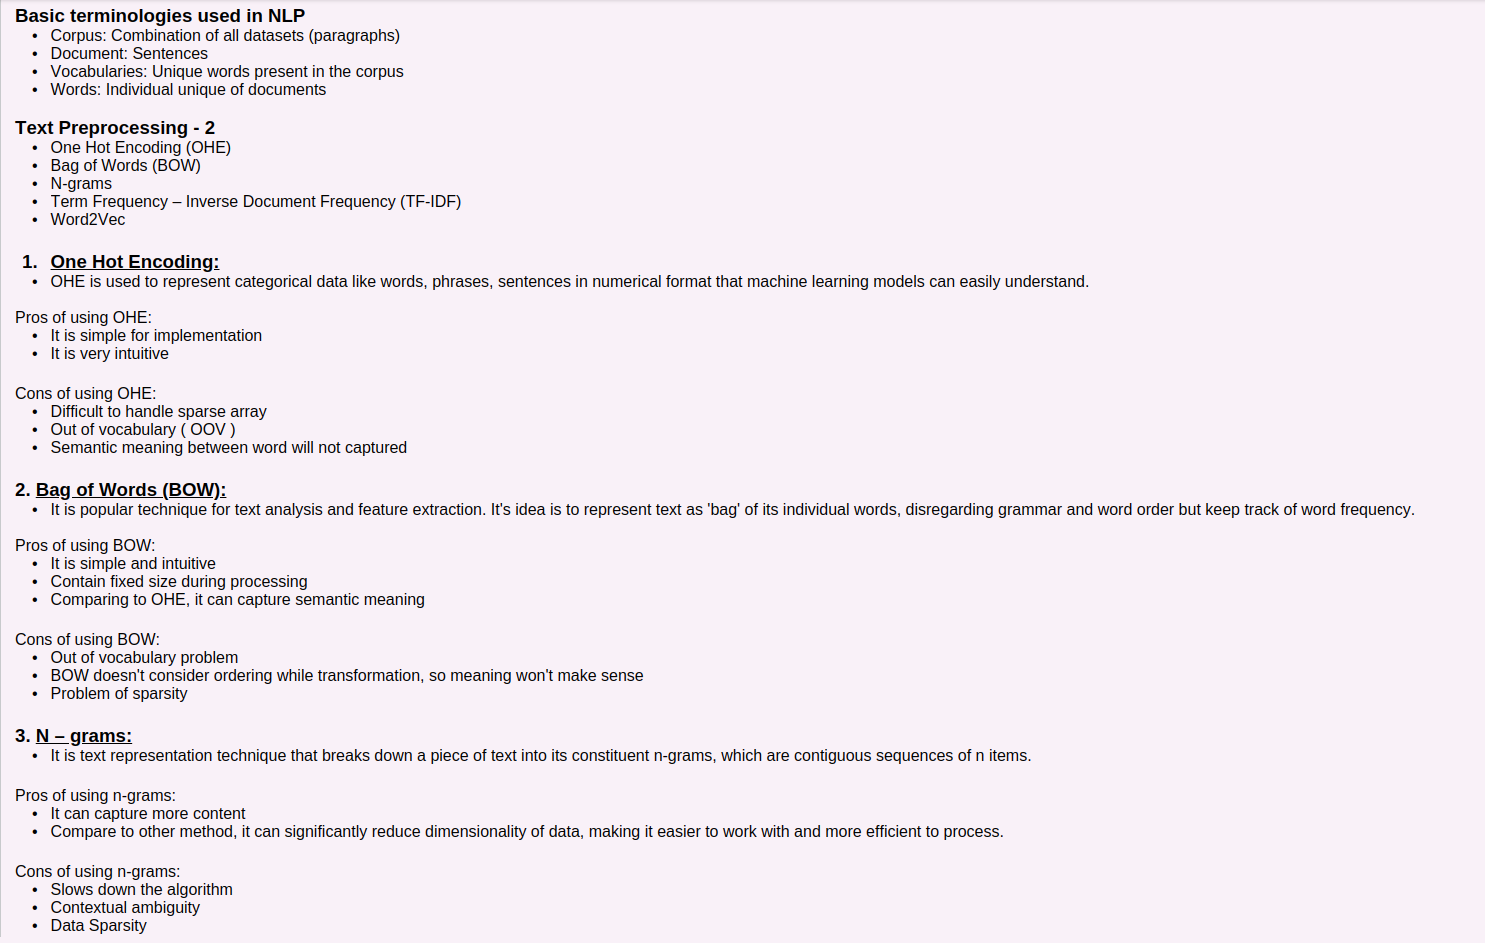 Basic terminologies used in NLP
• Corpus: Combination of all datasets (paragraphs)
• Document: Sentences
• Vocabularies: Unique words present in the corpus
• Words: Individual unique of documents
Text Preprocessing - 2
• One Hot Encoding (OHE)
• Bag of Words (BOW)
• N-grams
• Term Frequency – Inverse Document Frequency (TF-IDF)
• Word2Vec
1. One Hot Encoding:
• OHE is used to represent categorical data like words, phrases, sentences in numerical format that machine learning models can easily understand.
Pros of using OHE:
• It is simple for implementation
• It is very intuitive
Cons of using OHE:
• Difficult to handle sparse array
• Out of vocabulary ( OOV )
• Semantic meaning between word will not captured
2. Bag of Words (BOW):
• It is popular technique for text analysis and feature extraction. It's idea is to represent text as 'bag' of its individual words, disregarding grammar and word order but keep track of word frequency.
Pros of using BOW:
• It is simple and intuitive
• Contain fixed size during processing
• Comparing to OHE, it can capture semantic meaning
Cons of using BOW:
• Out of vocabulary problem
• BOW doesn't consider ordering while transformation, so meaning won't make sense
• Problem of sparsity
3. N – grams:
• It is text representation technique that breaks down a piece of text into its constituent n-grams, which are contiguous sequences of n items.
Pros of using n-grams:
• It can capture more content
• Compare to other method, it can significantly reduce dimensionality of data, making it easier to work with and more efficient to process.
Cons of using n-grams:
• Slows down the algorithm
• Contextual ambiguity
• Data Sparsity